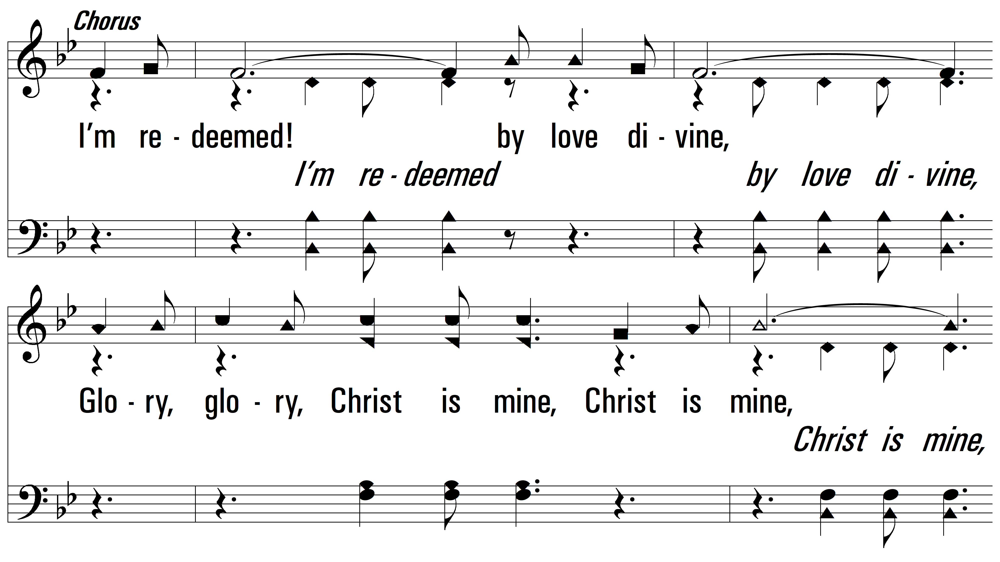 Chorus
I’m re - deemed! by love di - vine,
I’m re - deemed by love di - vine,
Glo - ry, glo - ry, Christ is mine, Christ is mine,
Christ is mine,